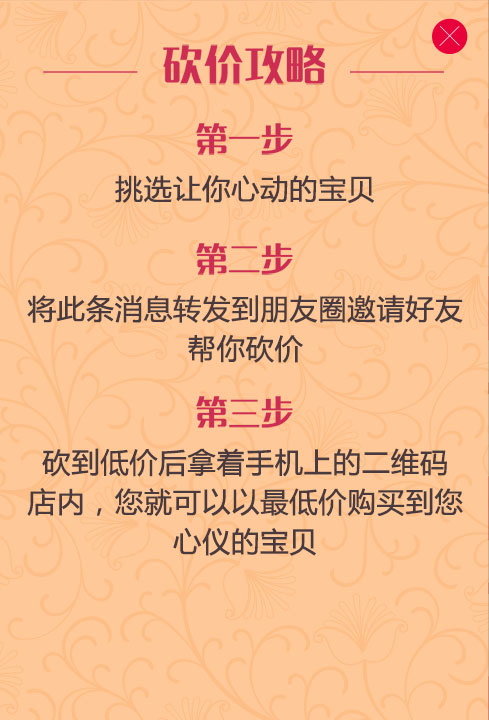 砍价攻略
第一步
挑选让你心动的宝贝
第二步
将此条消息转发到朋友圈邀请好友
帮你砍价
第三步
砍到低价后拿着手机上的二维码
店内，您就可以以最低价购买到您
心仪的宝贝